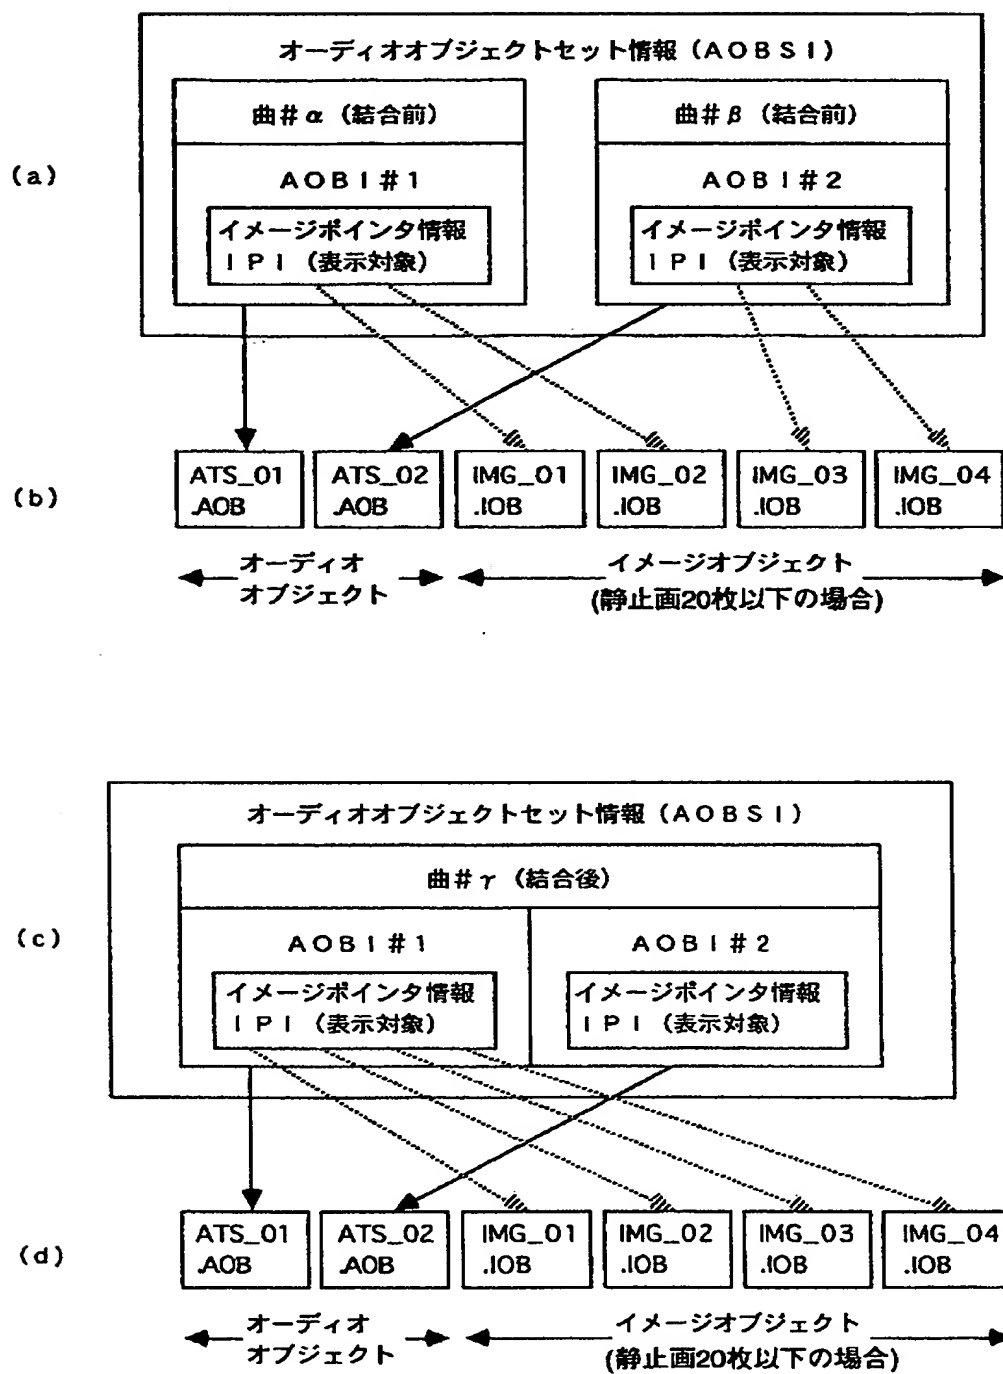 オーディオオブジェクトセット情報（ＡＯＢＳＩ）
曲＃α（結合前）
曲＃β（結合前）
(a)
ＡＯＢＩ＃１
ＡＯＢＩ＃２
イメージポインタ情報
ＩＰＩ（表示対象）
イメージポインタ情報
ＩＰＩ（表示対象）
(b)
ATS_01
.AOB
ATS_02
.AOB
IMG_01
.IOB
IMG_02
.IOB
IMG_03
.IOB
IMG_04
.IOB
オーディオ
オブジェクト
イメージオブジェクト
(静止画20枚以下の場合)
オーディオオブジェクトセット情報（ＡＯＢＳＩ）
曲＃γ（結合後）
(c)
ＡＯＢＩ＃１
ＡＯＢＩ＃２
イメージポインタ情報
ＩＰＩ（表示対象）
イメージポインタ情報
ＩＰＩ（表示対象）
(d)
ATS_01
.AOB
ATS_02
.AOB
IMG_01
.IOB
IMG_02
.IOB
IMG_03
.IOB
IMG_04
.IOB
オーディオ
オブジェクト
イメージオブジェクト
(静止画20枚以下の場合)